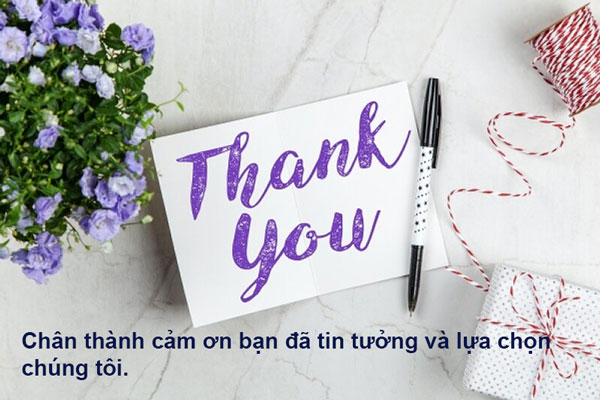 Thank
You
Chân thành cảm ơn bạn đã tin tưởng và lựa chọn
chúng tôi.